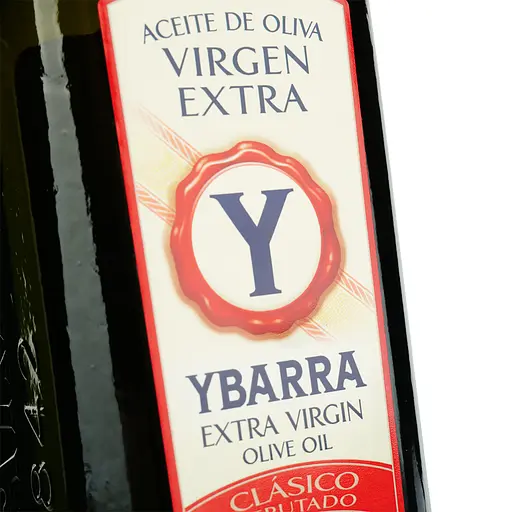 ACEITE DE OLIVA
VIRGEN
EXTRA
Y
YBARRA
EXTRA VIRGIN
OLIVE OIL
CLÁSICO